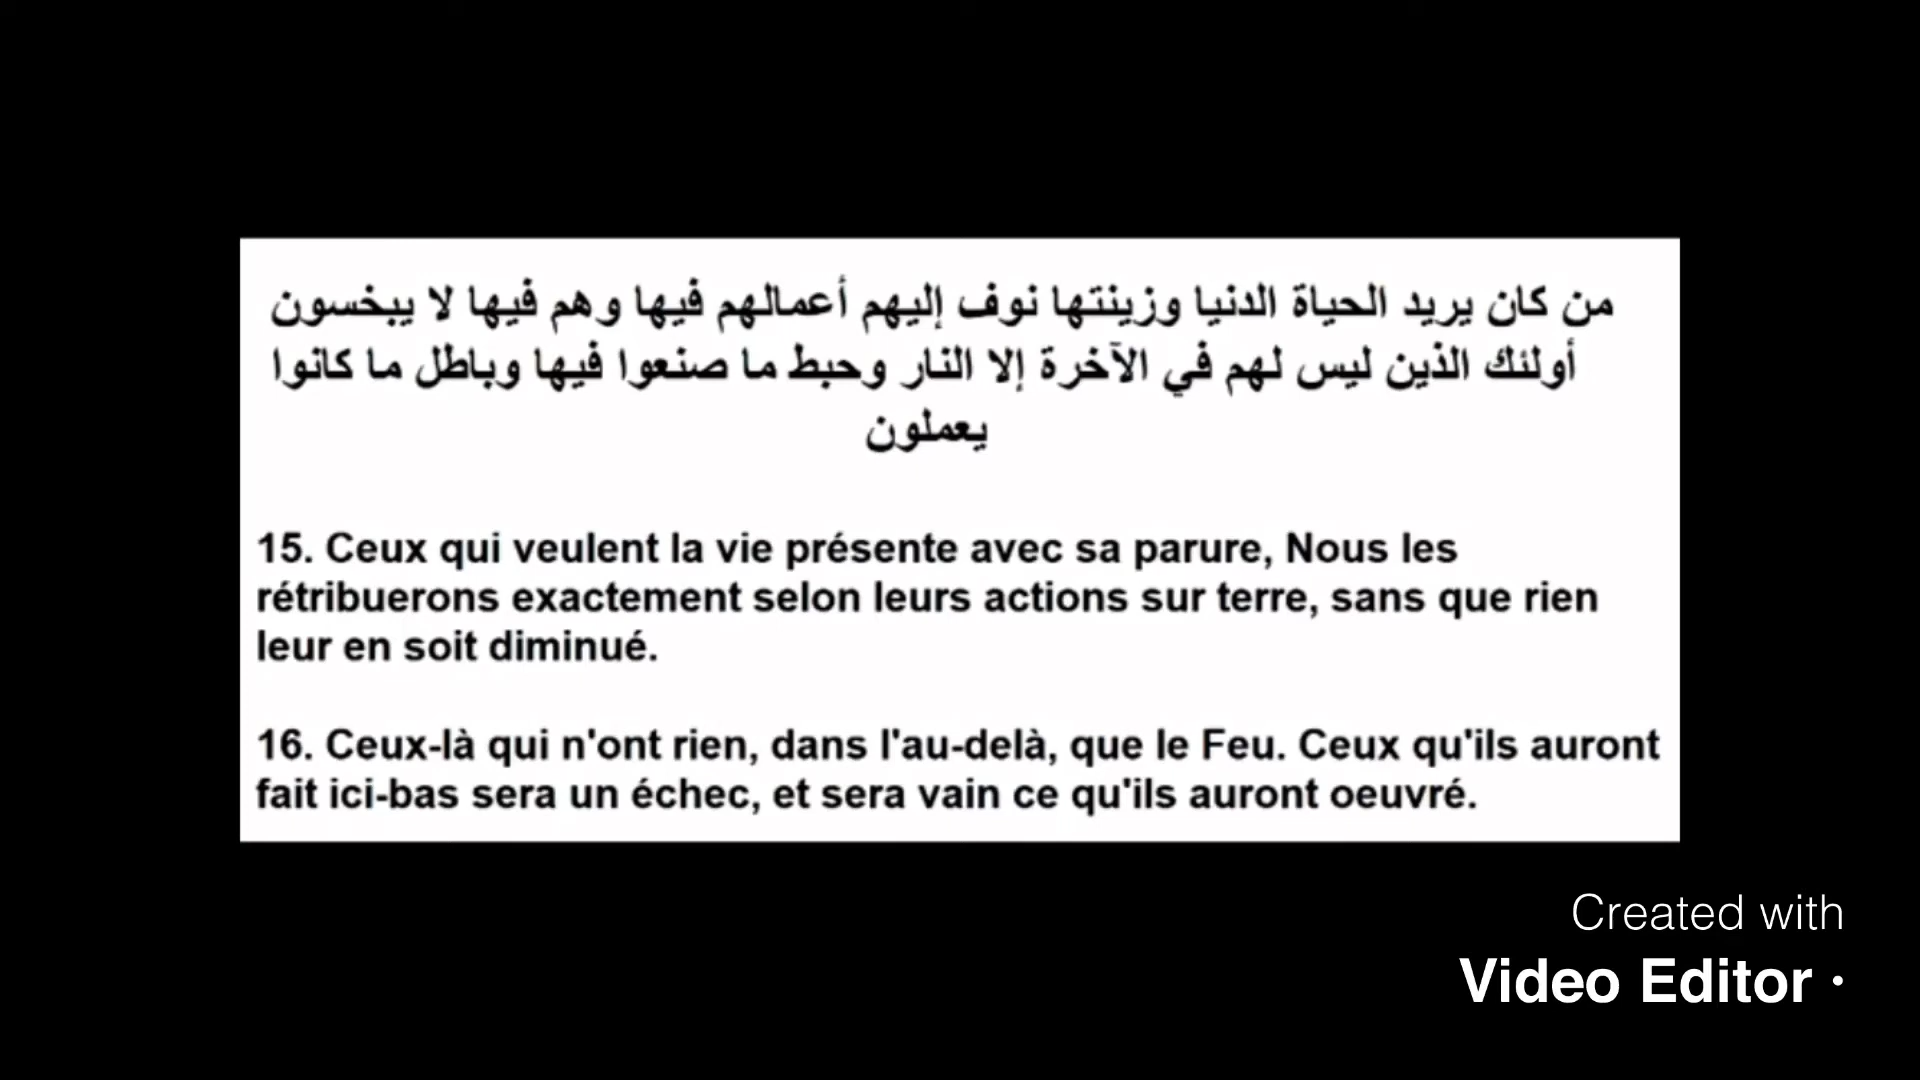 من كان يريد الحياة الدنيا وزينتها نوف إليهم أعمالهم فيها وهم فيها لا يبخسون
أولئك الذين ليس لهم في الآخرة إلا النار وحبط ما صنعوا فيها وباطل ما كانوا
يعملون
15. Ceux qui veulent la vie présente avec sa parure, Nous les
rétribuerons exactement selon leurs actions sur terre, sans que rien
leur en soit diminué.
16. Ceux-là qui n'ont rien, dans l'au-delà, que le Feu. Ceux qu'ils auront
fait ici-bas sera un échec, et sera vain ce qu'ils auront oeuvré.
Created with
Video Editor ·